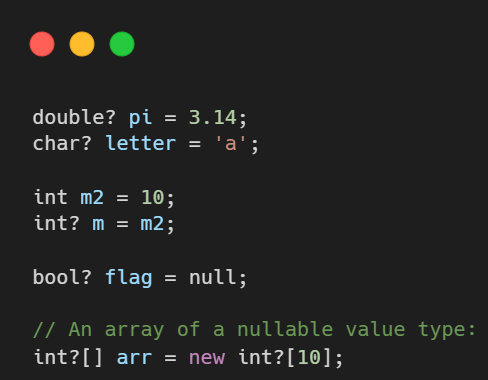 double? pi = 3.14;
char? letter = 'a';
int m2 = 10;
int? m = m2;
bool? flag = null;
// An array of a nullable value type:
int?[] arr = new int?[10];